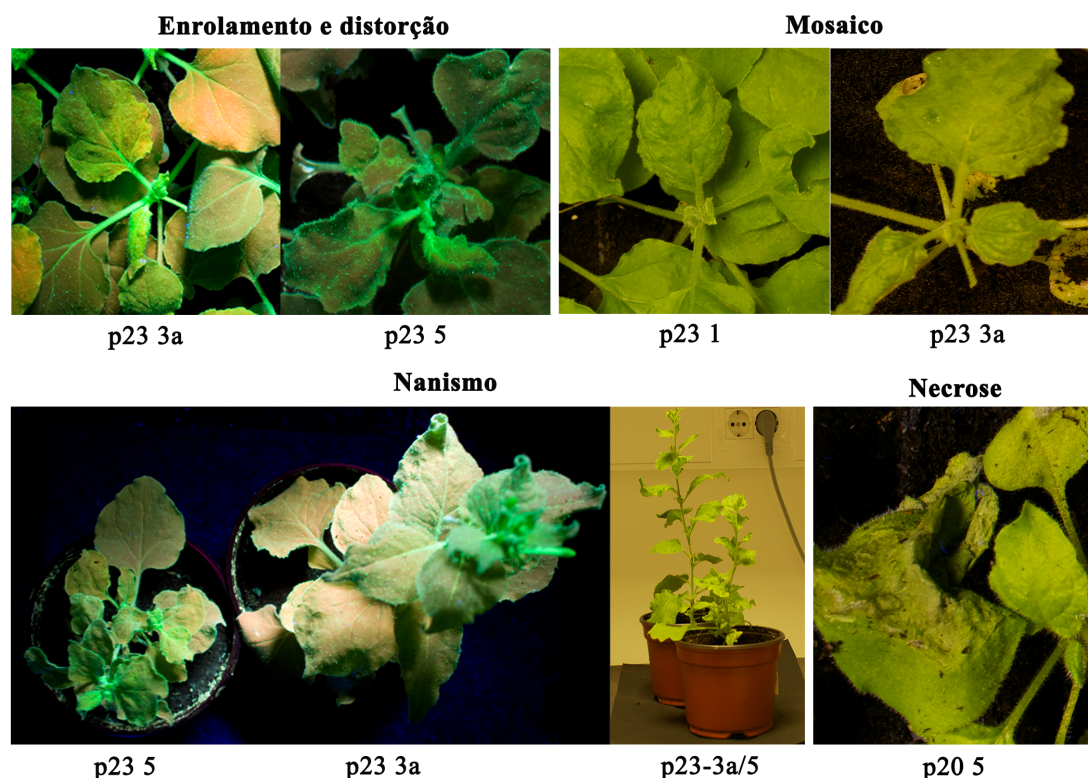 Enrolamento e distorção
Mosaico
p23 3a
p23 5
p23 1
p23 3a
Nanismo
Necrose
p23 5
p23 3a
p23-3a/5
p20 5